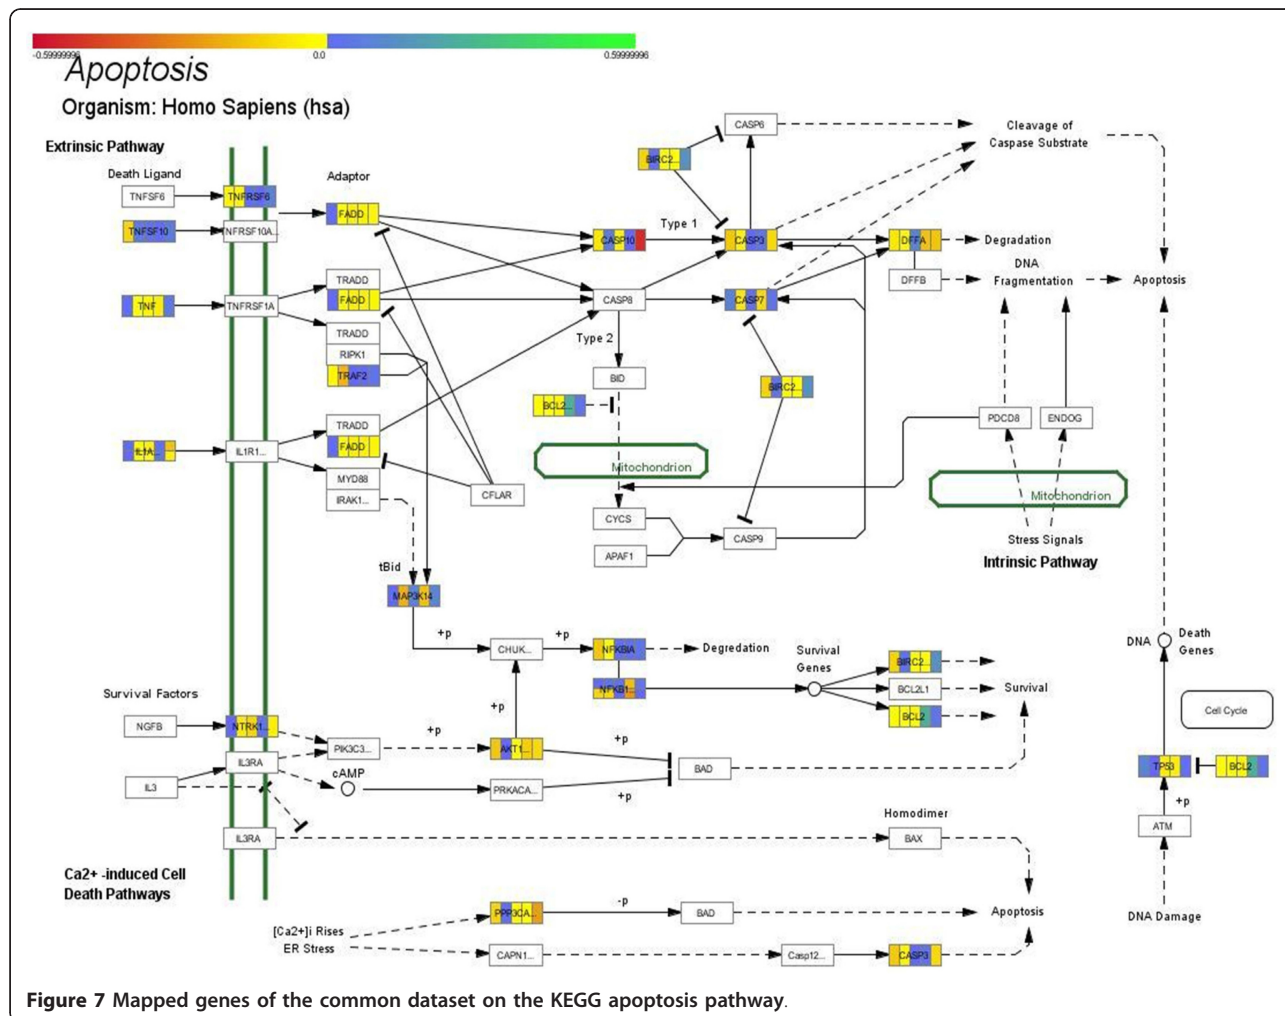 -0.59999996
0.0
0.59999996
Apoptosis
Organism: Homo Sapiens (hsa)
Extrinsic Pathway
Death Ligand
Adaptor
TNFSF6
TNFRSF6
FADD
TNFSF10
TNFRSF10A...
BIRC2...
CASP6
Cleavage of
Caspase Substrate
CASP10
Type 1
CASP3
DFFA
Degradation
DFFB
DNA
Fragmentation
Apoptosis
TNF
TNFRSF1A
TRADD
FADD
TRADD
RIPK1
TRAF2
CASP8
CASP7
Type 2
BID
BCL2...
BIRC2...
Mitochondrion
PDCD8
ENDOG
Mitochondrion
Stress Signals
Intrinsic Pathway
IL1A...
IL1R1...
TRADD
FADD
MYD88
IRAK1...
CFLAR
CYCS
APAF1
CASP9
tBid
MAP3K14
+p
CHUK...
+p
NFKBIA
Degredation
NFKB1...
Survival
Genes
BIRC2...
BCL2L1
BCL2
Survival
DNA
Death
Genes
Cell Cycle
Survival Factors
NGFB
NTRK1...
PIK3C3...
+p
+p
AKT1...
+p
IL3RA
IL3
cAMP
PRKACA...
+p
BAD
TP53
BCL2
+p
ATM
DNA Damage
IL3RA
Homodimer
BAX
Ca2+ -induced Cell
Death Pathways
[Ca2+]i Rises
ER Stress
PPP3CA...
-p
BAD
Apoptosis
CAPN1...
Casp12...
CASP3
Figure 7 Mapped genes of the common dataset on the KEGG apoptosis pathway.